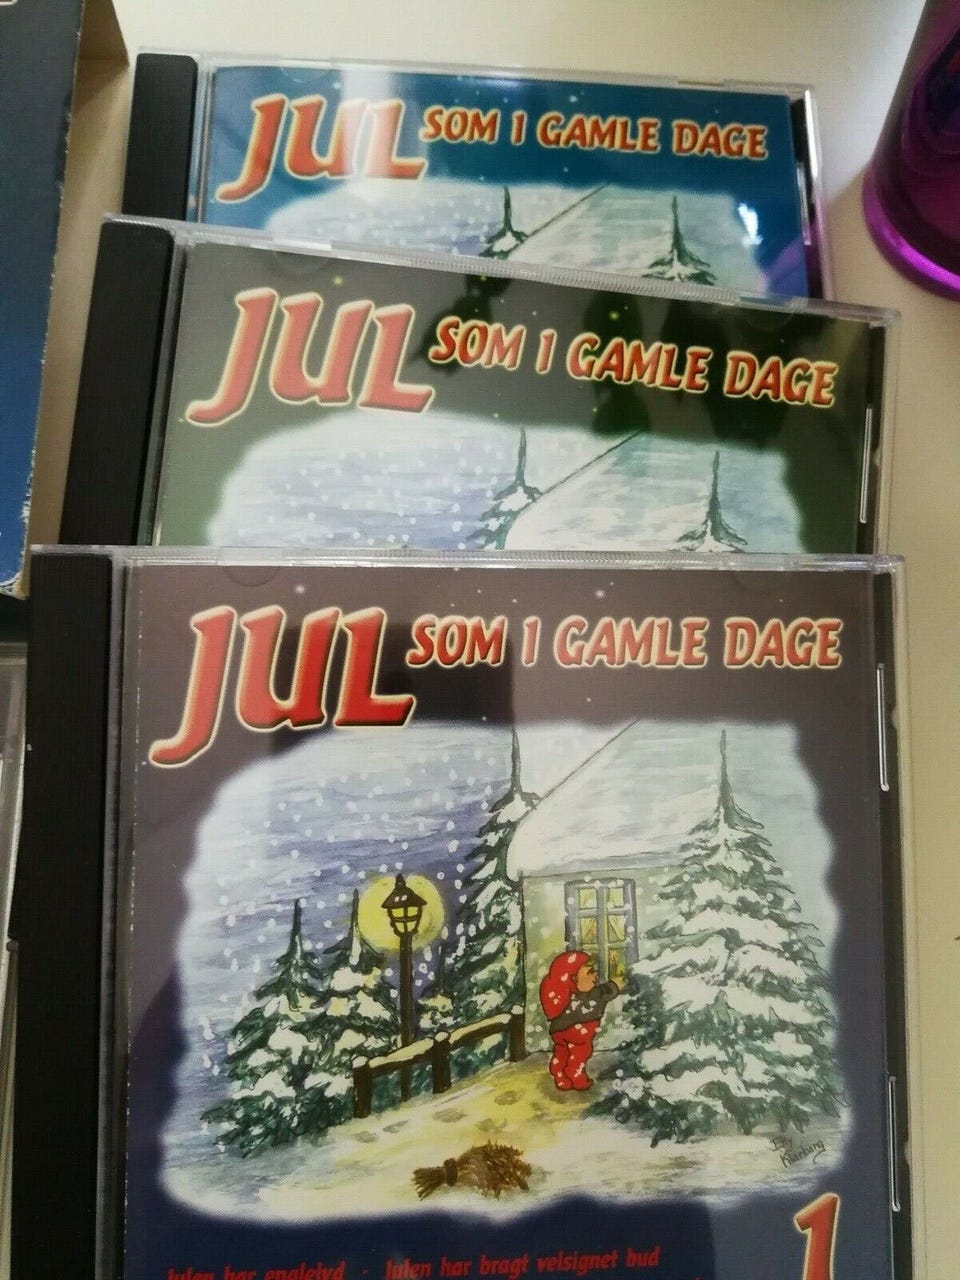 JUL SOM I GAMLE DAGE
JUL SOM I GAMLE DAGE
JUL SOM I GAMLE DAGE
1
Julen har englelyd - Julen har bragt velsignet bud